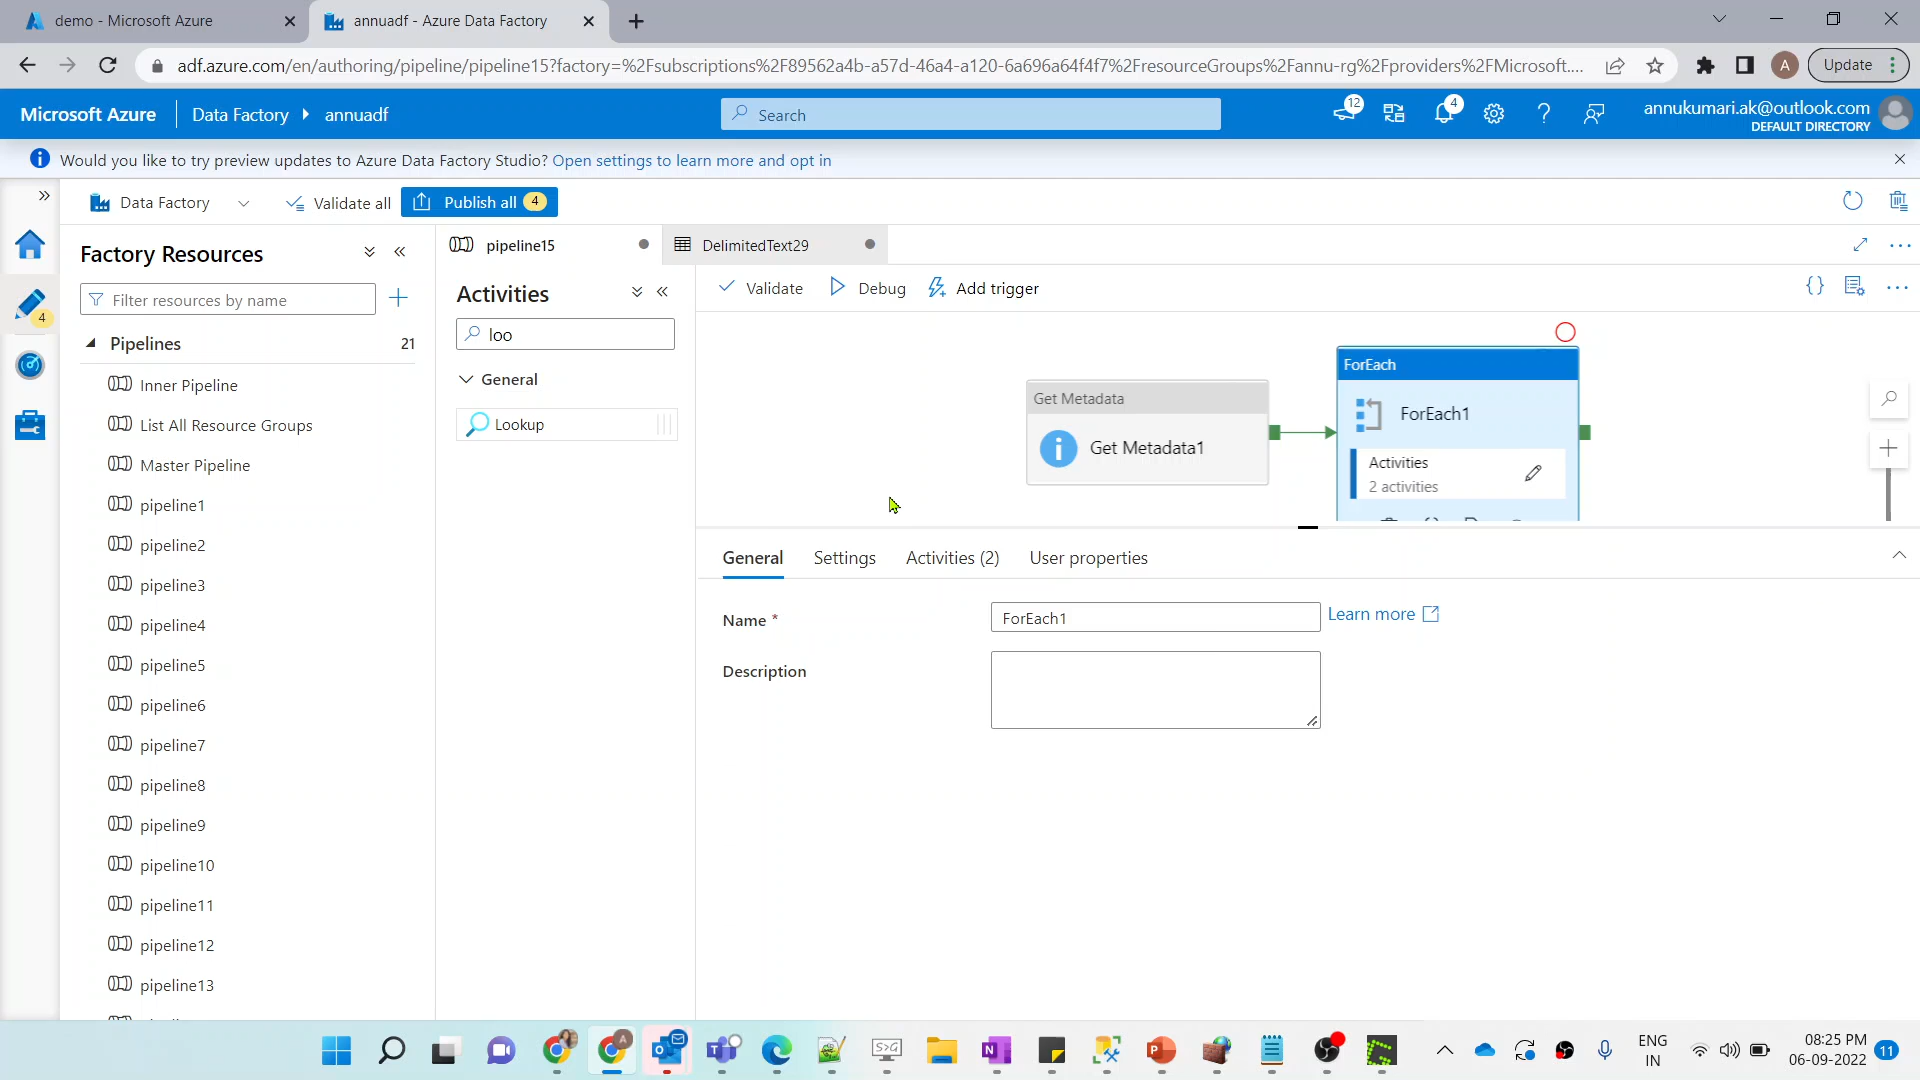 demo - Microsoft Azure
annuadf - Azure Data Factory
adf.azure.com/en/authoring/pipeline/pipeline15?factory=%2Fsubscriptions%2F89562a4b-a57d-46a4-a120-6a696a64f4f7%2FresourceGroups%2Fannu-rg%2Fproviders%2FMicrosoft....
A
Update
Microsoft Azure
Data Factory
annuadf
Search
12
4
annukumari.ak@outlook.com
DEFAULT DIRECTORY
Would you like to try preview updates to Azure Data Factory Studio? Open settings to learn more and opt in
Data Factory
Validate all
Publish all 4
Factory Resources
Filter resources by name
4
Pipelines 21
Inner Pipeline
List All Resource Groups
Master Pipeline
pipeline1
pipeline2
pipeline3
pipeline4
pipeline5
pipeline6
pipeline7
pipeline8
pipeline9
pipeline10
pipeline11
pipeline12
pipeline13
pipeline15
DelimitedText29
Activities
loo
General
Lookup
Validate
Debug
Add trigger
Get Metadata
Get Metadata1
ForEach
ForEach1
Activities
2 activities
General
Settings
Activities (2)
User properties
Name *
ForEach1
Learn more
Description
A
S>G
ENG
IN
08:25 PM
06-09-2022
11